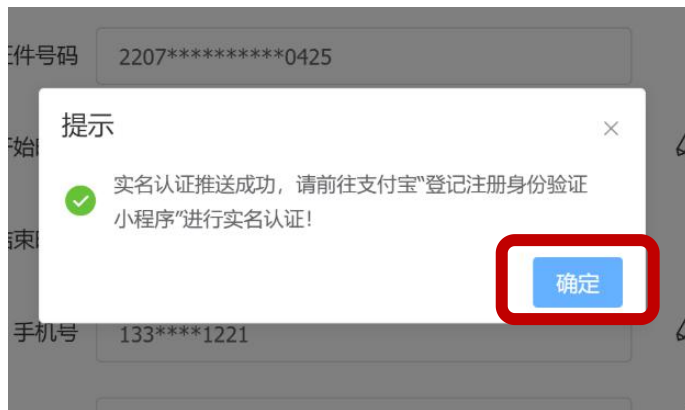 证件号码 2207**********0425
提示
实名认证推送成功，请前往支付宝“登记注册身份验证
小程序”进行实名认证！
确定
手机号 133****1221